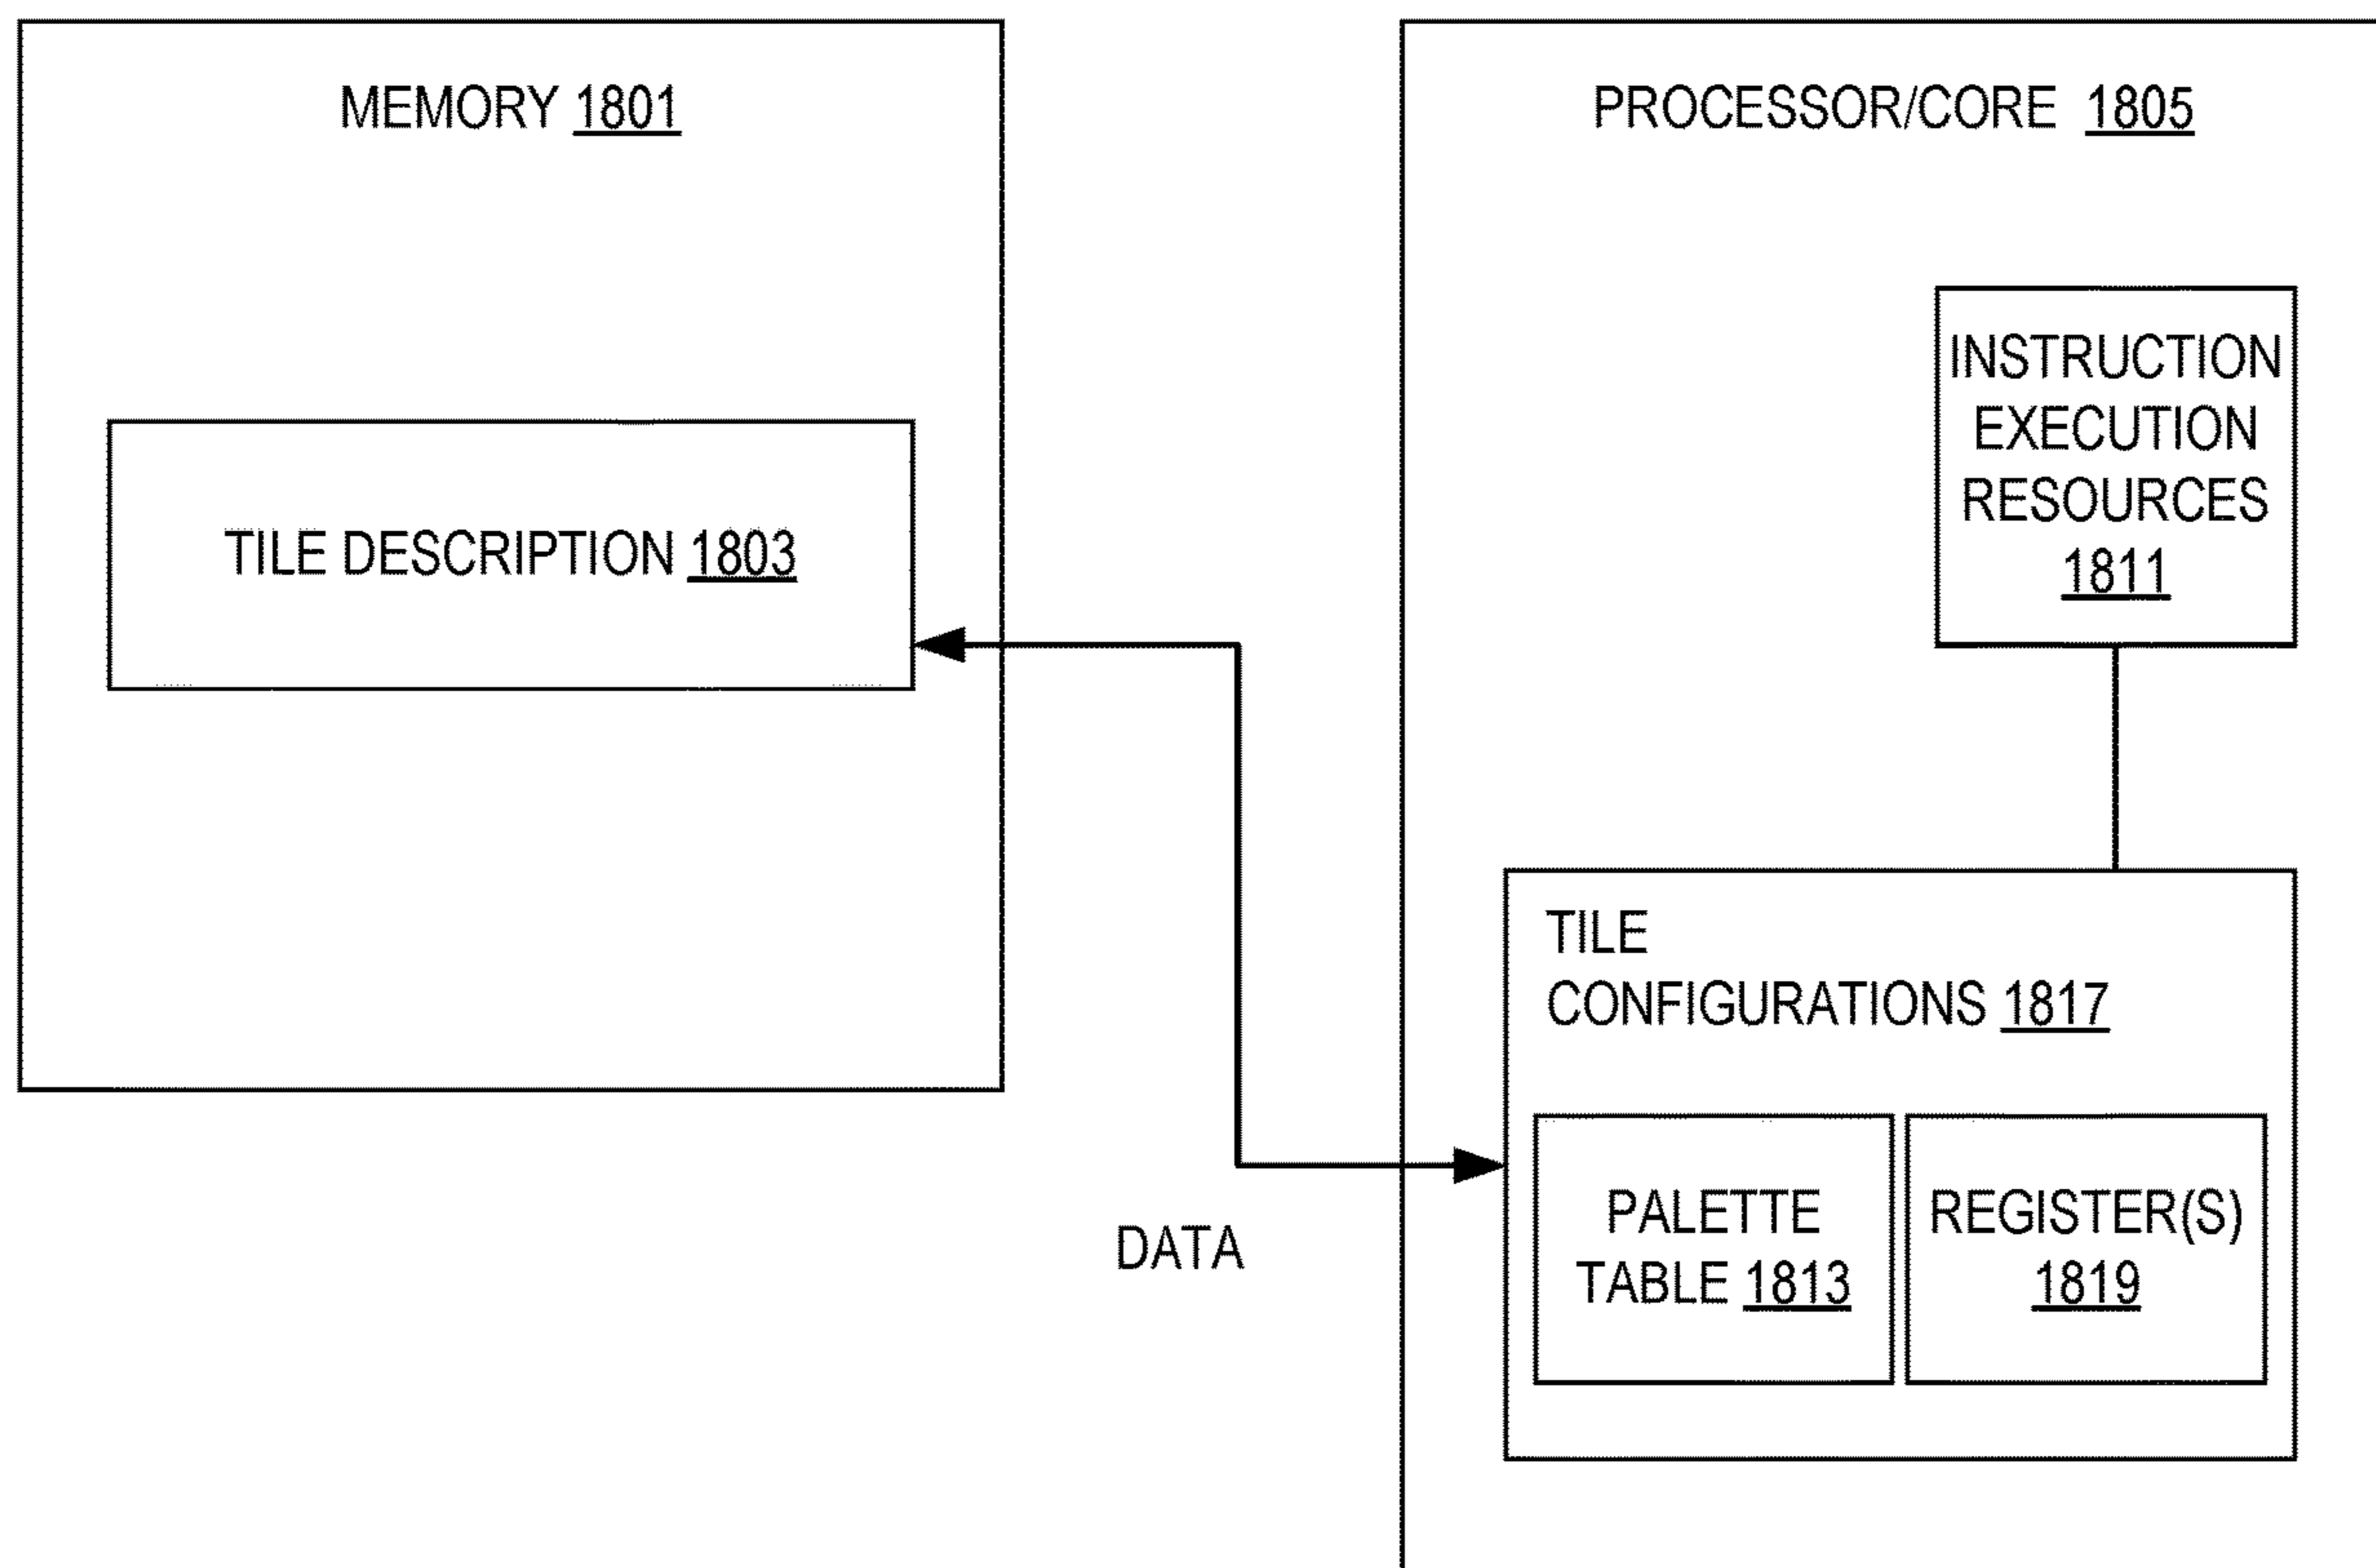 MEMORY 1801
PROCESSOR/CORE 1805
INSTRUCTION
EXECUTION
RESOURCES
1811
TILE DESCRIPTION 1803
TILE
CONFIGURATIONS 1817
PALETTE
TABLE 1813
REGISTER(S)
1819
DATA